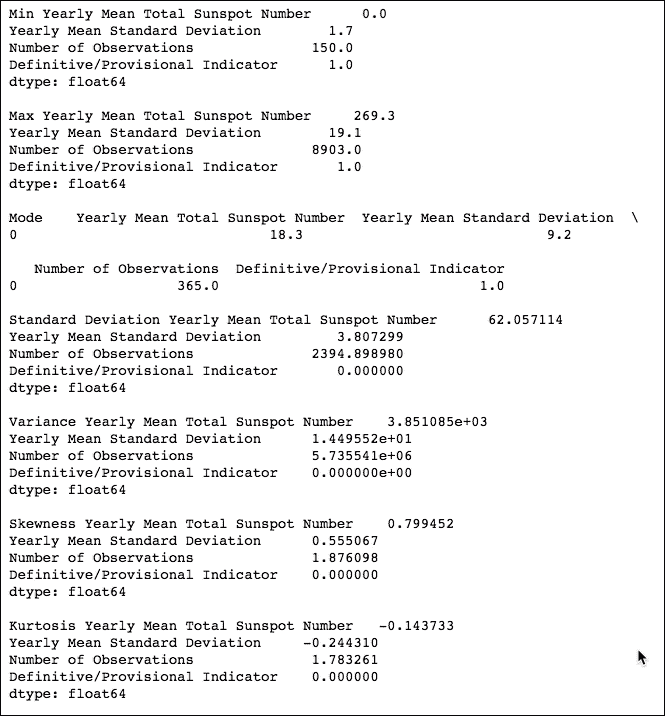 Min Yearly Mean Total Sunspot Number      0.0
Yearly Mean Standard Deviation        1.7
Number of Observations              150.0
Definitive/Provisional Indicator      1.0
dtype: float64
Max Yearly Mean Total Sunspot Number     269.3
Yearly Mean Standard Deviation        19.1
Number of Observations              8903.0
Definitive/Provisional Indicator       1.0
dtype: float64
Mode    Yearly Mean Total Sunspot Number  Yearly Mean Standard Deviation  \
0                              18.3                             9.2
   Number of Observations  Definitive/Provisional Indicator
0                   365.0                               1.0
Standard Deviation Yearly Mean Total Sunspot Number      62.057114
Yearly Mean Standard Deviation         3.807299
Number of Observations              2394.898980
Definitive/Provisional Indicator       0.000000
dtype: float64
Variance Yearly Mean Total Sunspot Number    3.851085e+03
Yearly Mean Standard Deviation      1.449552e+01
Number of Observations              5.735541e+06
Definitive/Provisional Indicator    0.000000e+00
dtype: float64
Skewness Yearly Mean Total Sunspot Number    0.799452
Yearly Mean Standard Deviation      0.555067
Number of Observations              1.876098
Definitive/Provisional Indicator    0.000000
dtype: float64
Kurtosis Yearly Mean Total Sunspot Number   -0.143733
Yearly Mean Standard Deviation     -0.244310
Number of Observations              1.783261
Definitive/Provisional Indicator    0.000000
dtype: float64